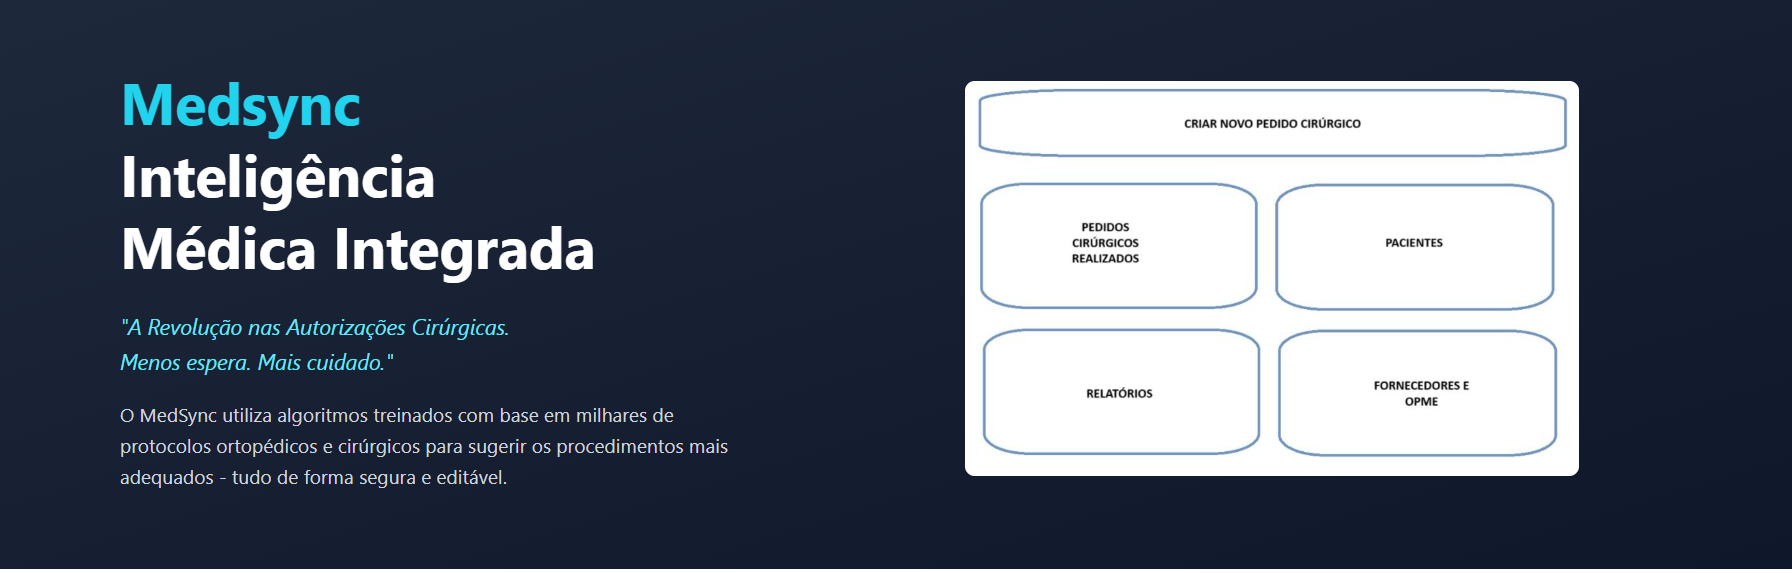 Medsync
Inteligência
Médica Integrada
"A Revolução nas Autorizações Cirúrgicas.
Menos espera. Mais cuidado."
O MedSync utiliza algoritmos treinados com base em milhares de
protocolos ortopédicos e cirúrgicos para sugerir os procedimentos mais
adequados - tudo de forma segura e editável.
CRIAR NOVO PEDIDO CIRÚRGICO
PEDIDOS
CIRÚRGICOS
REALIZADOS
PACIENTES
RELATÓRIOS
FORNECEDORES E
OPME